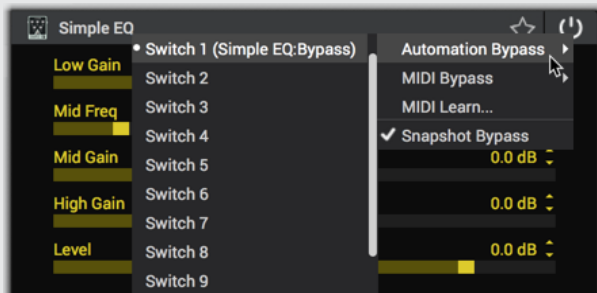 Simple EQ
Low Gain
Mid Freq
Mid Gain
0.0 dB
High Gain
0.0 dB
Level
0.0 dB
Switch 1 (Simple EQ:Bypass)
Switch 2
Switch 3
Switch 4
Switch 5
Switch 6
Switch 7
Switch 8
Switch 9
Automation Bypass
MIDI Bypass
MIDI Learn...
Snapshot Bypass